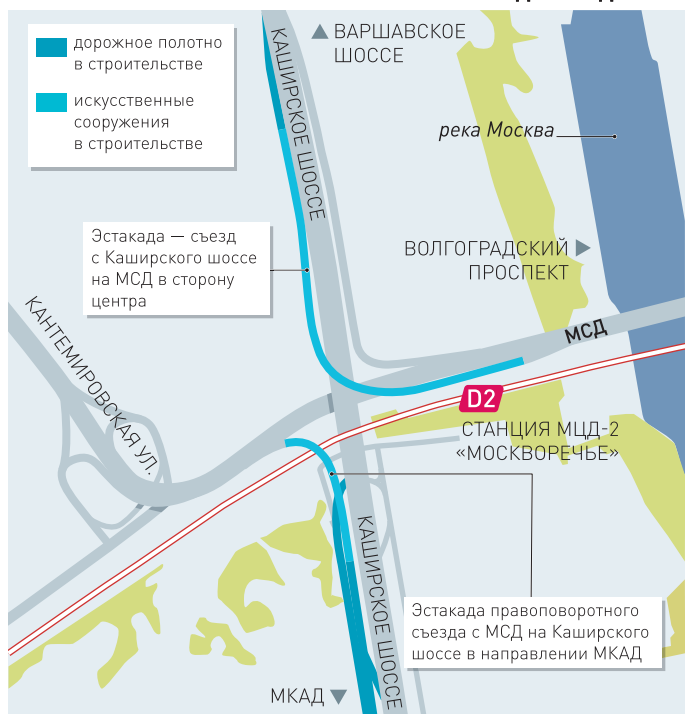 дорожное полотно
в строительстве
искусственные
сооружения
в строительстве
КАШИРСКОЕ ШОССЕ
ВАРШАВСКОЕ
ШОССЕ
река Москва
Эстакада — съезд
с Каширского шоссе
на МСД в сторону
центра
ВОЛГОГРАДСКИЙ
ПРОСПЕКТ
МСД
КАНТЕМИРОВСКАЯ УЛ.
D2
СТАНЦИЯ МЦД-2
«МОСКВОРЕЧЬЕ»
КАШИРСКОЕ ШОССЕ
Эстакада правоповоротного
съезда с МСД на Каширского
шоссе в направлении МКАД
МКАД